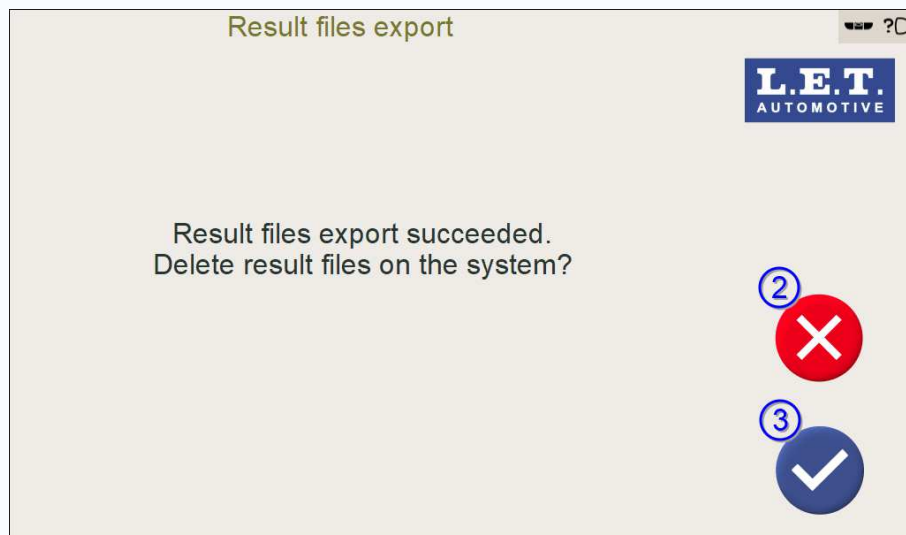 Result files export
?
L.E.T.
AUTOMOTIVE
Result files export succeeded.
Delete result files on the system?
2
3